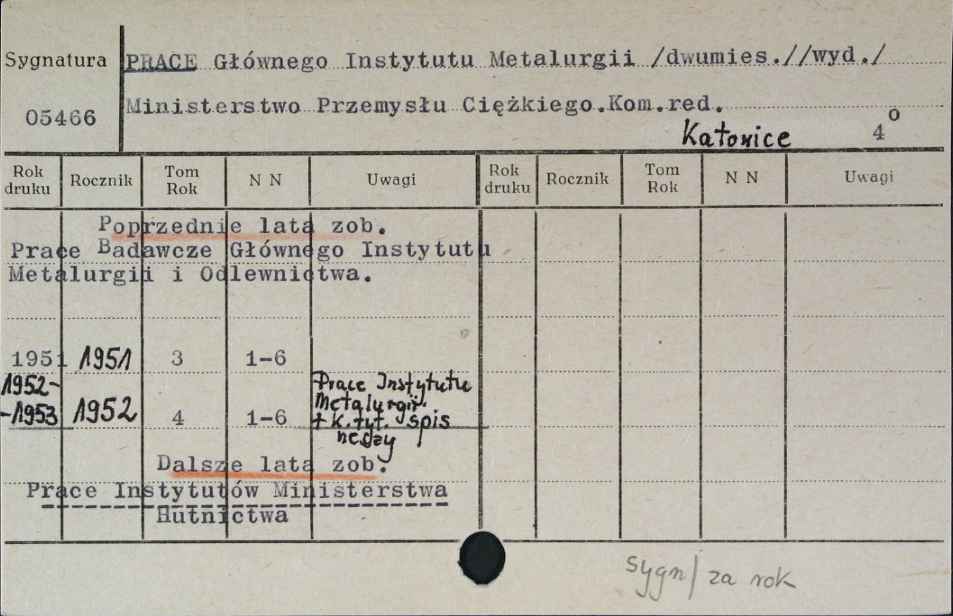 Sygnatura
05466
PRACE Głównego Instytutu Metalurgii /dwumies.//wyd./
Ministerstwo Przemysłu Ciężkiego.Kom.red.
Katowice 4o
Rok druku Rocznik Tom Rok N N Uwagi Rok druku Rocznik Tom Rok N N Uwagi
Poprzednie lata zob.
Prace Badawcze Głównego Instytutu
Metalurgii i Odlewnictwa.
1951 1951 3 1-6
1952-
-1953 1952 4 1-6
Prace Instytutu
Metalurgii.
+ k. tyt. spis
Dalsze lata zob.
Prace Instytutów Ministerstwa
Hutnictwa
sygn/ za rok